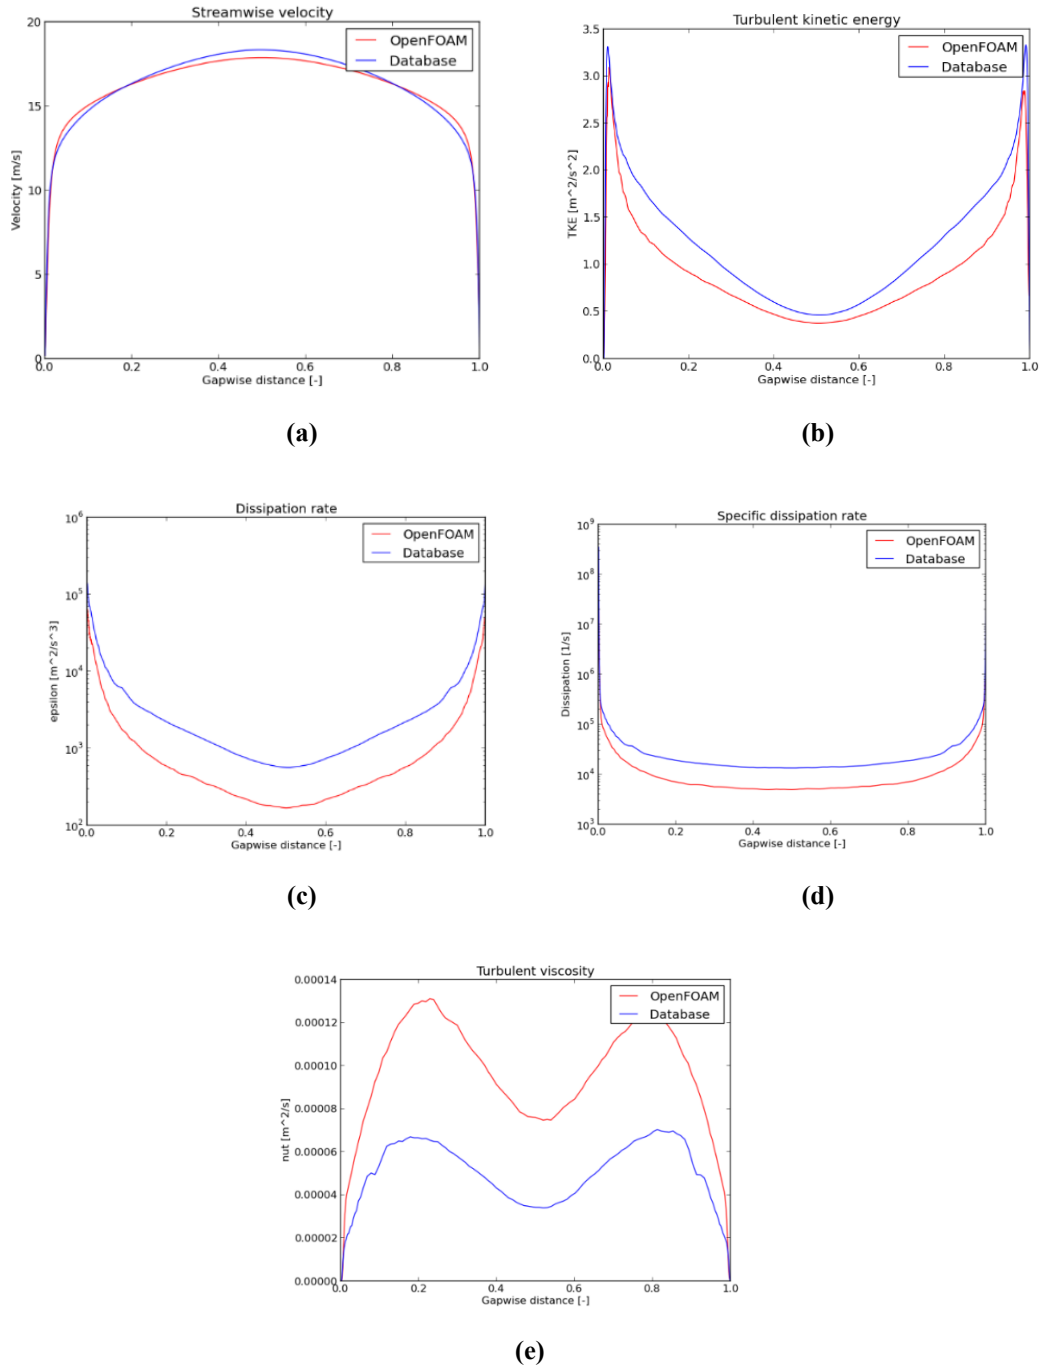 Streamwise velocity
20
15
10
5
0
Velocity [m/s]
OpenFOAM
Database
0.0 0.2 0.4 0.6 0.8 1.0
Gapwise distance [-]
(a)
Turbulent kinetic energy
3.5
3.0
2.5
2.0
1.5
1.0
0.5
0.0
TKE [m^2/s^2]
OpenFOAM
Database
0.0 0.2 0.4 0.6 0.8 1.0
Gapwise distance [-]
(b)
Dissipation rate
10^6
10^5
10^4
10^3
10^2
epsilon [m^2/s^3]
OpenFOAM
Database
0.0 0.2 0.4 0.6 0.8 1.0
Gapwise distance [-]
(c)
Specific dissipation rate
10^9
10^8
10^7
10^6
10^5
10^4
10^3
Dissipation [1/s]
OpenFOAM
Database
0.0 0.2 0.4 0.6 0.8 1.0
Gapwise distance [-]
(d)
Turbulent viscosity
0.00014
0.00012
0.00010
0.00008
0.00006
0.00004
0.00002
0.00000
nut [m^2/s]
OpenFOAM
Database
0.0 0.2 0.4 0.6 0.8 1.0
Gapwise distance [-]
(e)